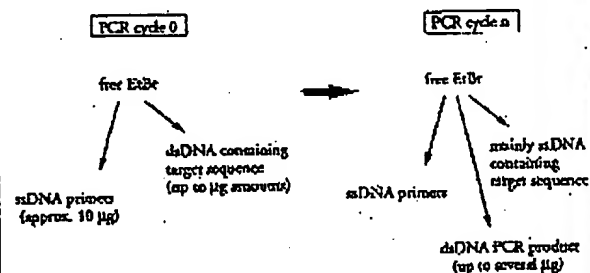 PCR cycle 0
free EtBr
dsDNA containing
target sequence
(up to µg amounts)
ssDNA primers
(approx. 10 µg)
PCR cycle n
free EtBr
mainly ssDNA
containing
target sequence
ssDNA primers
dsDNA PCR product
(up to several µg)